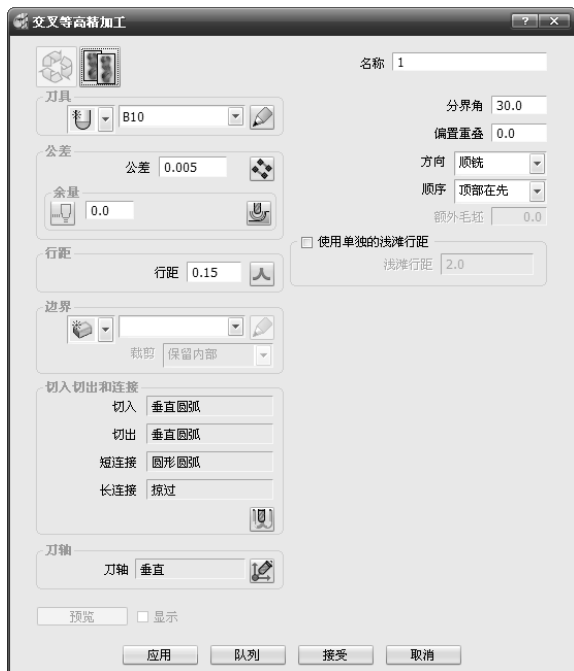 交叉等高精加工
名称 1
刀具
B10
分界角 30.0
偏置重叠 0.0
方向 顺铣
顺序 顶部在先
额外毛坯 0.0
公差
公差 0.005
余量
0.0
使用单独的浅滩行距
浅滩行距 2.0
行距
行距 0.15
边界
裁剪 保留内部
切入切出和连接
切入 垂直圆弧
切出 垂直圆弧
短连接 圆形圆弧
长连接 掠过
刀轴
刀轴 垂直
预览 显示
应用 队列 接受 取消